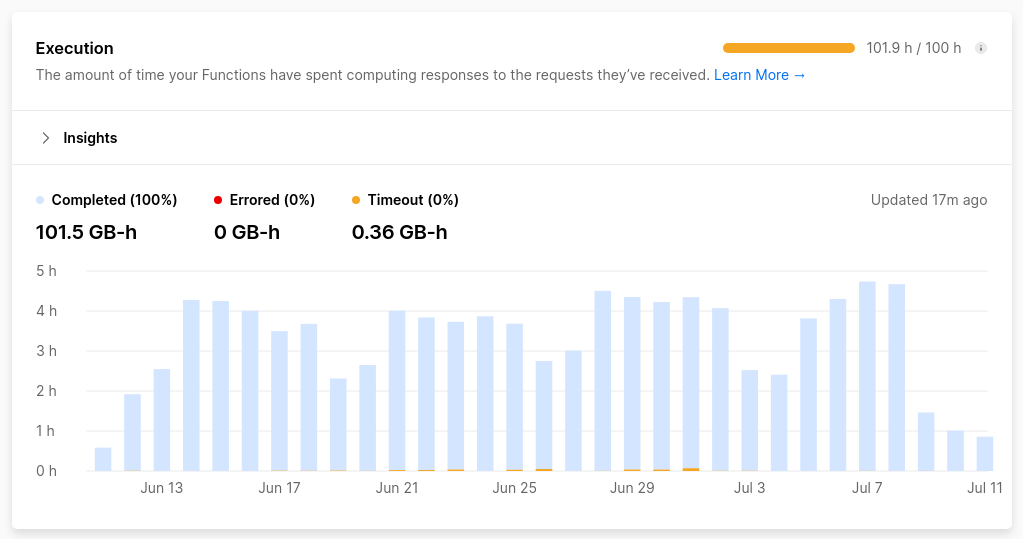 Execution
101.9 h / 100 h
The amount of time your Functions have spent computing responses to the requests they’ve received. Learn More →
Insights
Completed (100%) Errored (0%) Timeout (0%) Updated 17m ago
101.5 GB-h 0 GB-h 0.36 GB-h
5 h
4 h
3 h
2 h
1 h
0 h
Jun 13 Jun 17 Jun 21 Jun 25 Jun 29 Jul 3 Jul 7 Jul 11